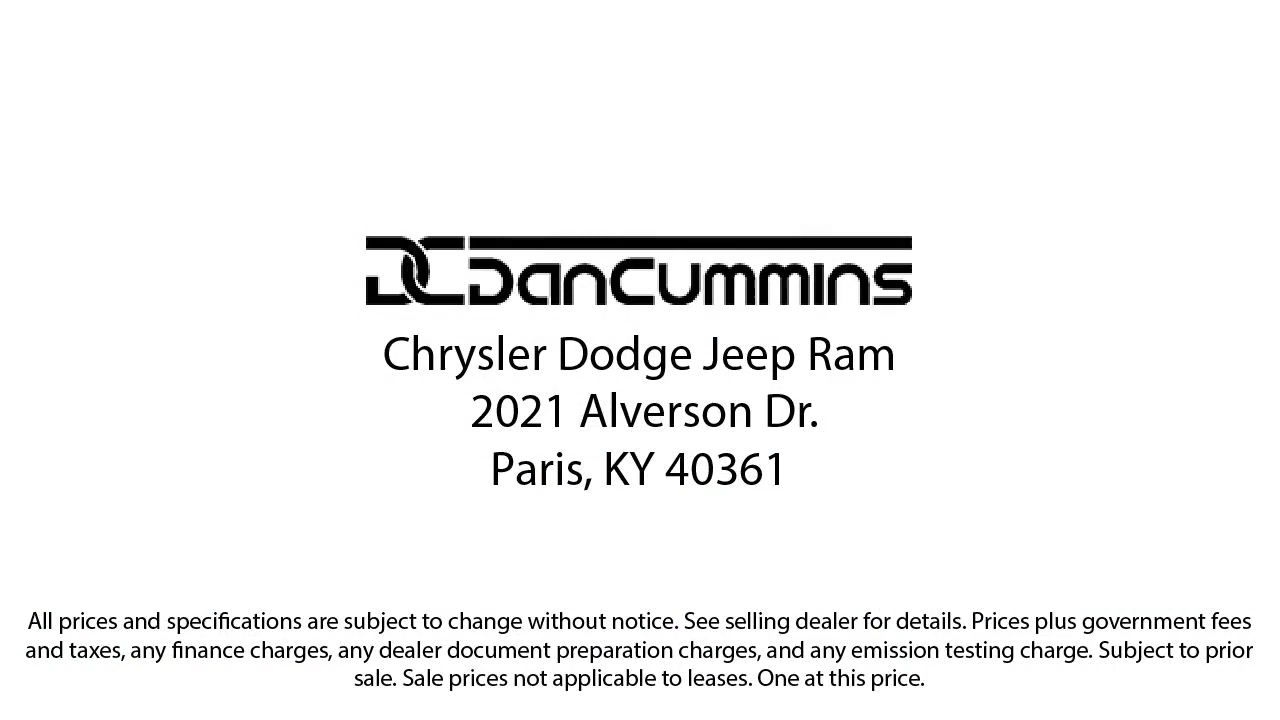 DC DanCummins
Chrysler Dodge Jeep Ram
2021 Alverson Dr.
Paris, KY 40361
All prices and specifications are subject to change without notice. See selling dealer for details. Prices plus government fees
and taxes, any finance charges, any dealer document preparation charges, and any emission testing charge. Subject to prior
sale. Sale prices not applicable to leases. One at this price.